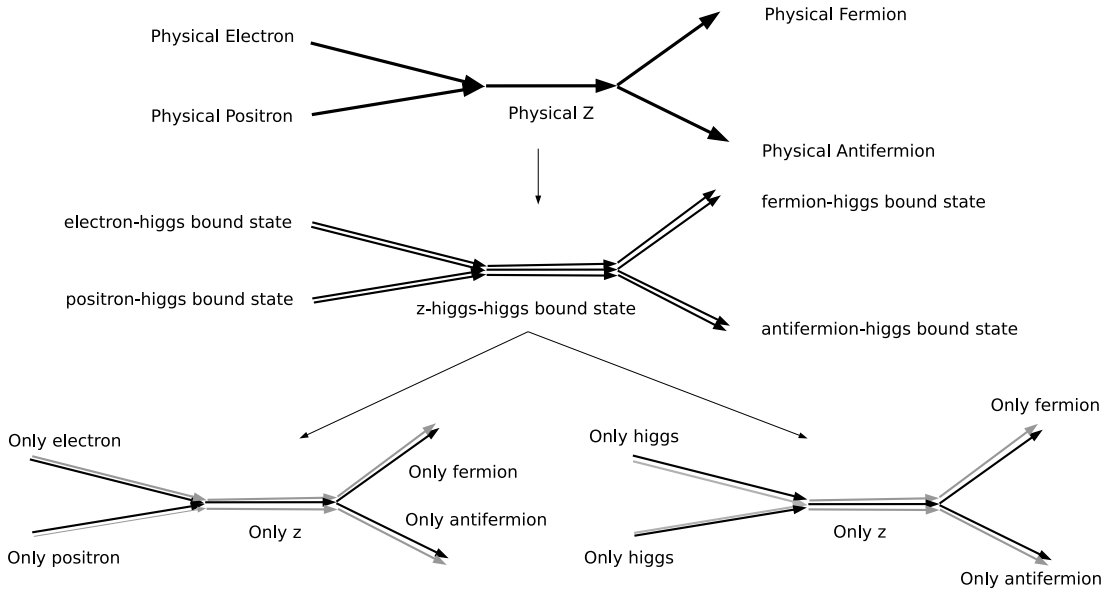 Physical Fermion
Physical Electron
Physical Positron
Physical Z
Physical Antifermion
fermion-higgs bound state
electron-higgs bound state
positron-higgs bound state
z-higgs-higgs bound state
antifermion-higgs bound state
Only electron
Only fermion
Only antifermion
Only z
Only positron
Only fermion
Only higgs
Only z
Only higgs
Only antifermion